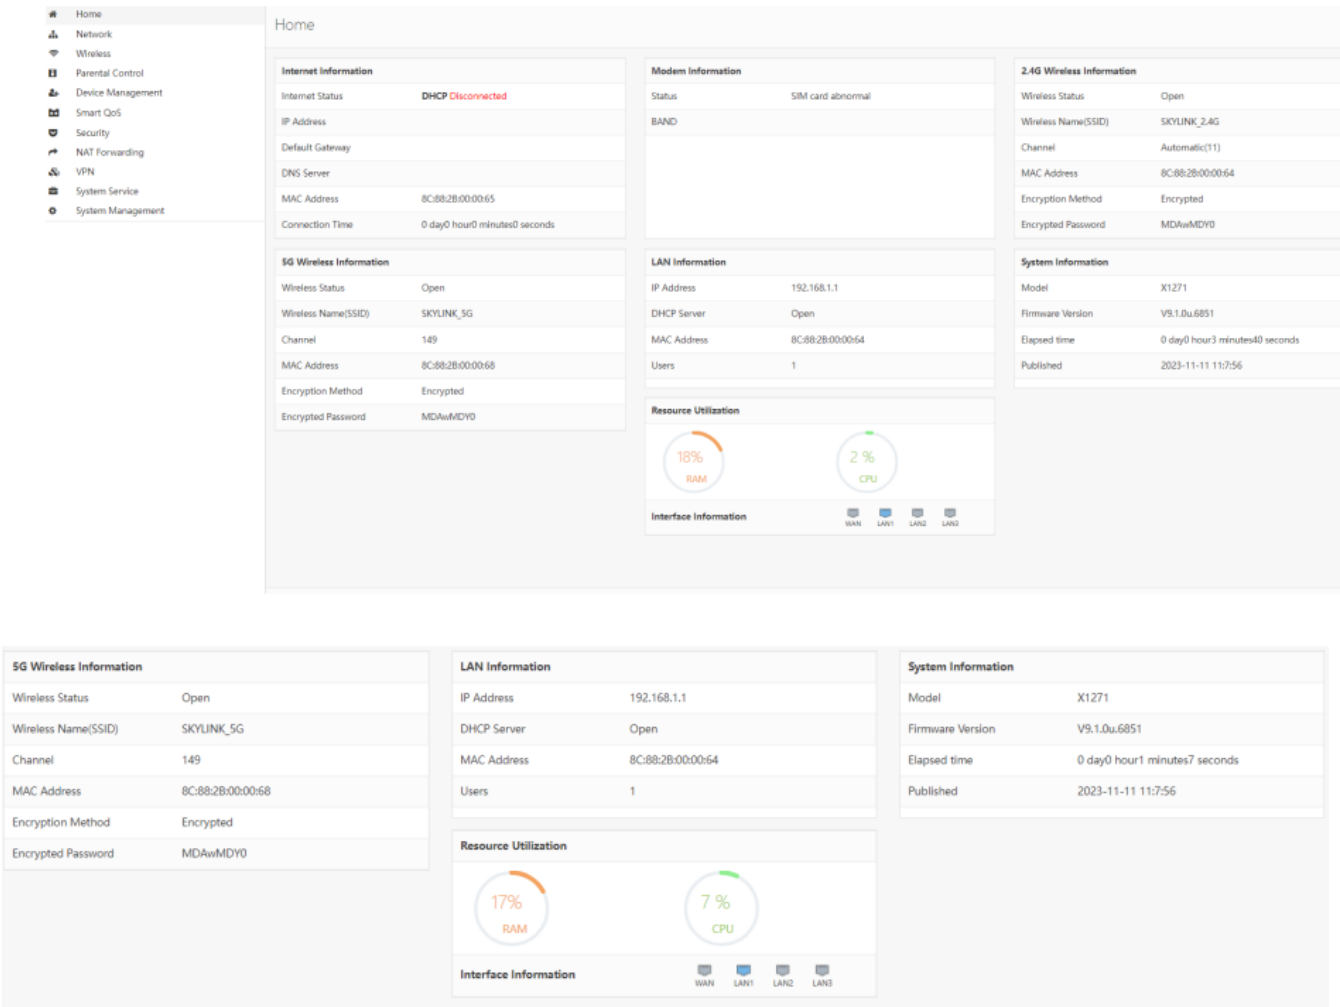 Home
Network
Wireless
Parental Control
Device Management
Smart QoS
Security
NAT Forwarding
VPN
System Service
System Management
Home
Internet Information
Internet Status DHCP Disconnected
IP Address
Default Gateway
DNS Server
MAC Address 8C:88:2B:00:00:65
Connection Time 0 day0 hour0 minutes0 seconds
Modem Information
Status SIM card abnormal
BAND
2.4G Wireless Information
Wireless Status Open
Wireless Name(SSID) SKYLINK_2.4G
Channel Automatic(11)
MAC Address 8C:88:2B:00:00:64
Encryption Method Encrypted
Encrypted Password MDAwMDY0
5G Wireless Information
Wireless Status Open
Wireless Name(SSID) SKYLINK_5G
Channel 149
MAC Address 8C:88:2B:00:00:68
Encryption Method Encrypted
Encrypted Password MDAwMDY0
LAN Information
IP Address 192.168.1.1
DHCP Server Open
MAC Address 8C:88:2B:00:00:64
Users 1
System Information
Model X1271
Firmware Version V9.1.0u.6851
Elapsed time 0 day0 hour3 minutes40 seconds
Published 2023-11-11 11:7:56
Resource Utilization
18% 2 %
RAM CPU
Interface Information WAN LAN1 LAN2 LAN3
5G Wireless Information
Wireless Status Open
Wireless Name(SSID) SKYLINK_5G
Channel 149
MAC Address 8C:88:2B:00:00:68
Encryption Method Encrypted
Encrypted Password MDAwMDY0
LAN Information
IP Address 192.168.1.1
DHCP Server Open
MAC Address 8C:88:2B:00:00:64
Users 1
System Information
Model X1271
Firmware Version V9.1.0u.6851
Elapsed time 0 day0 hour1 minutes7 seconds
Published 2023-11-11 11:7:56
Resource Utilization
17% 7 %
RAM CPU
Interface Information WAN LAN1 LAN2 LAN3